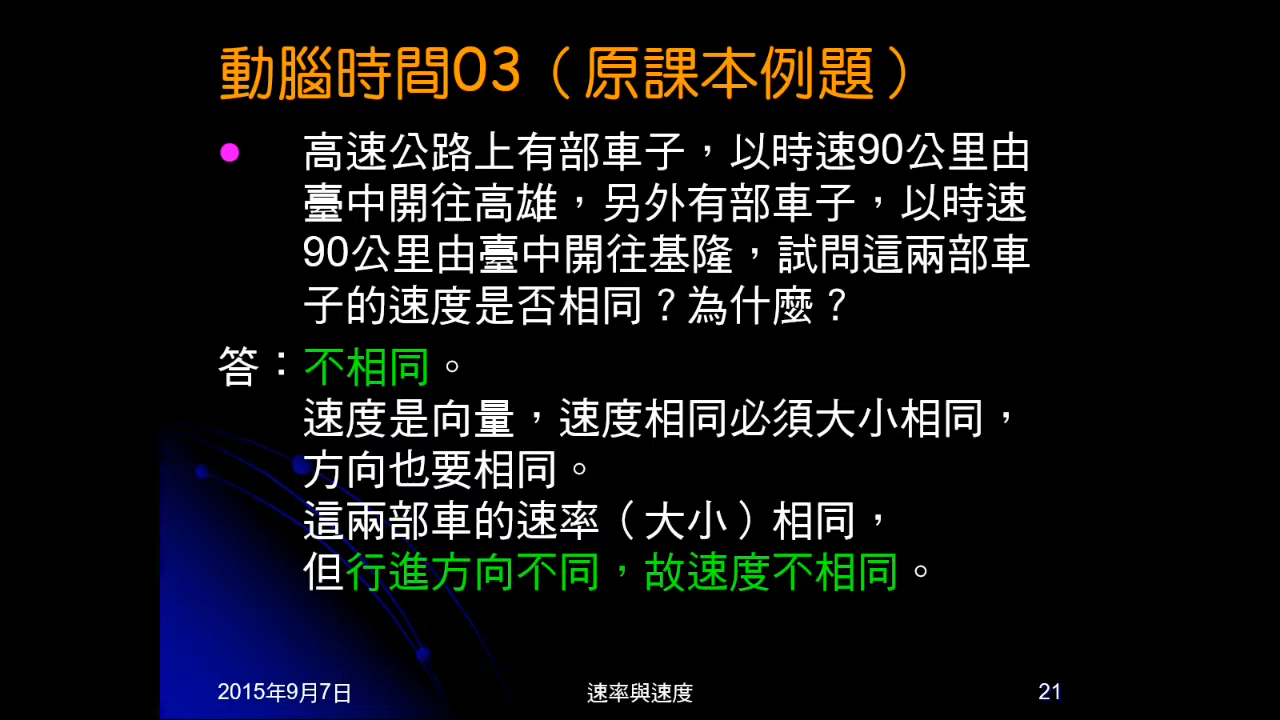 動腦時間03（原課本例題）
● 高速公路上有部車子，以時速90公里由
臺中開往高雄，另外有部車子，以時速
90公里由臺中開往基隆，試問這兩部車
子的速度是否相同？為什麼？
答：不相同。
速度是向量，速度相同必須大小相同，
方向也要相同。
這兩部車的速率（大小）相同，
但行進方向不同，故速度不相同。
2015年9月7日
速率與速度
21